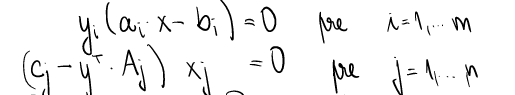 yᵢ(aᵢ·x − bᵢ) = 0 pre i=1,… m
(cⱼ − yᵀ·Aⱼ) xⱼ = 0 pre j=1,… n